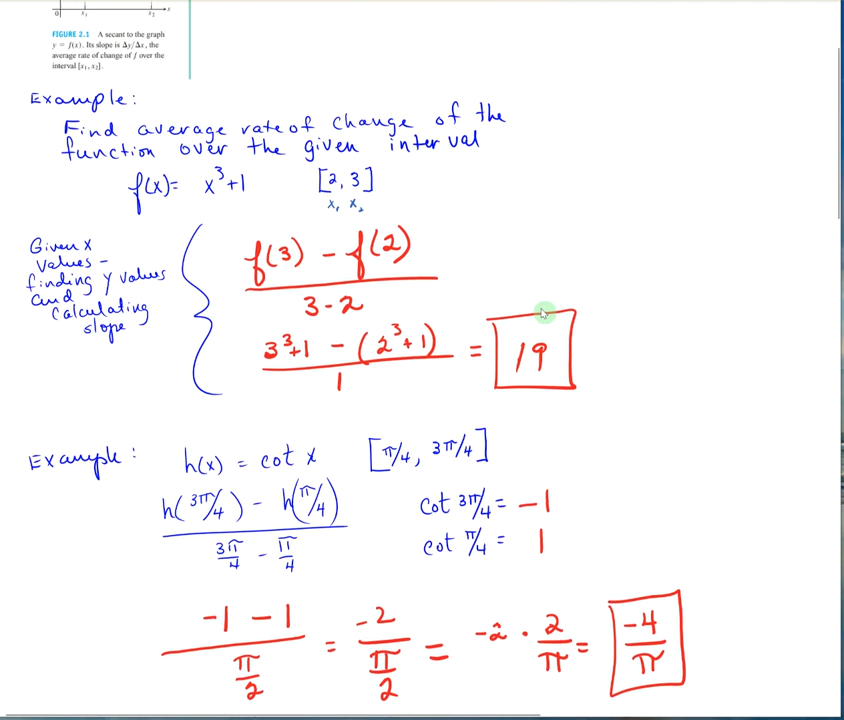 0 x₁ x₂ x
FIGURE 2.1 A secant to the graph
y = f(x). Its slope is Δy/Δx, the
average rate of change of f over the
interval [x₁, x₂].
Example:
Find average rate of change of the
function over the given interval
f(x)= x³+1 [2, 3]
x₁ x₂
Given x
values -
finding y values
and
calculating
slope
f(3) - f(2)
3 - 2
3³+1 - (2³+1) = 19
1
Example: h(x) = cot x [π/4, 3π/4]
h(3π/4) - h(π/4)
3π/4 - π/4
cot 3π/4 = -1
cot π/4 = 1
-1 - 1 / π/2 = -2 / π/2 = -2 · 2/π = -4/π